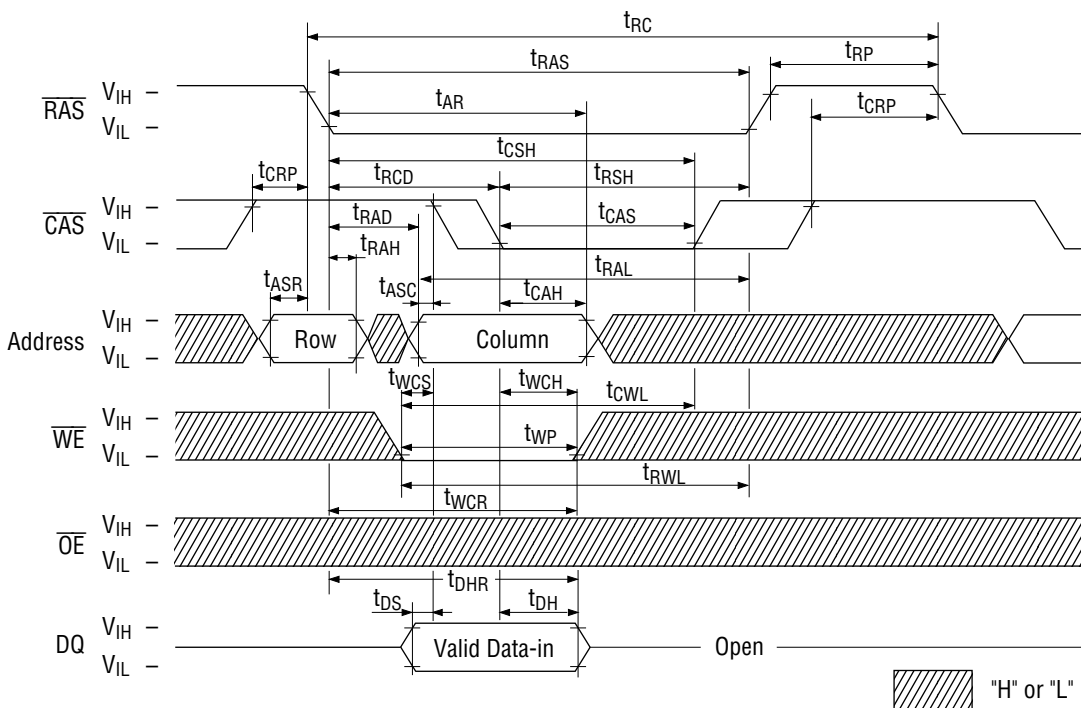 tRC
tRAS
tRP
tAR
tCRP
RAS
VIH –
VIL –
tCSH
tCRP
tRCD
tRSH
CAS
VIH –
VIL –
tRAD
tCAS
tRAH
tRAL
tASR
tASC
tCAH
Address
VIH –
VIL –
Row
Column
tWCS
tWCH
tCWL
WE
VIH –
VIL –
tWP
tRWL
tWCR
OE
VIH –
VIL –
tDHR
tDS
tDH
DQ
VIH –
VIL –
Valid Data-in
Open
"H" or "L"